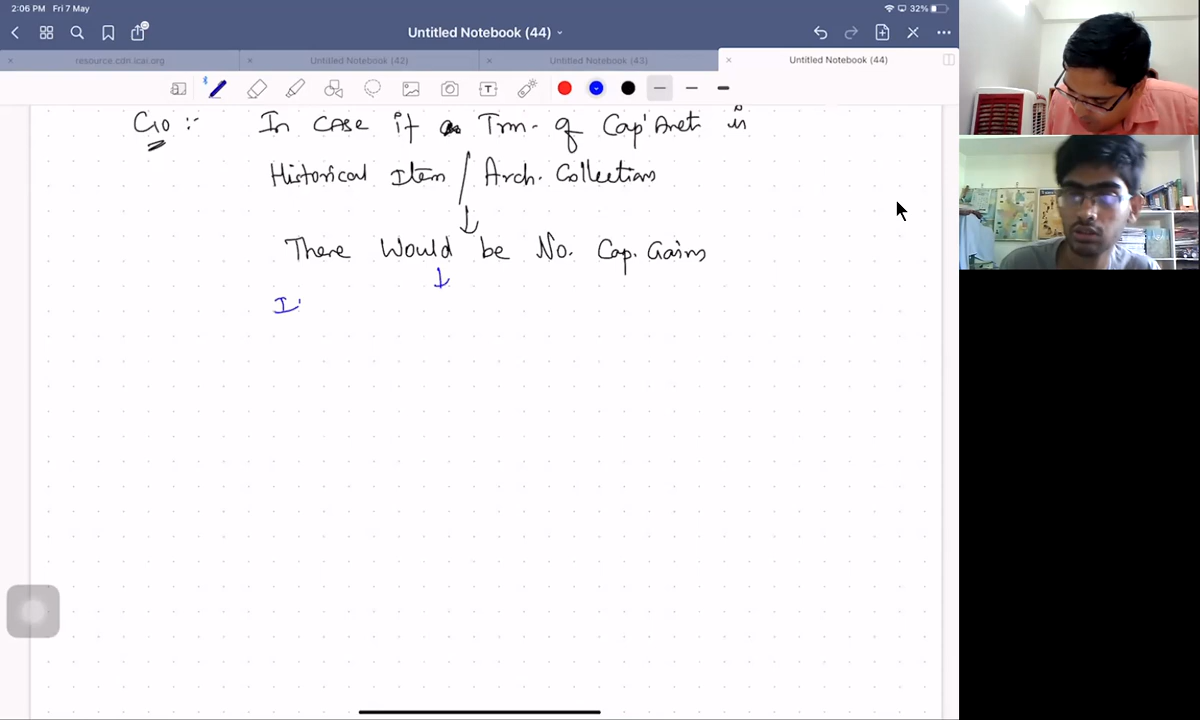 2:06 PM Fri 7 May
32%
Untitled Notebook (44)
resource.cdn.icai.org
Untitled Notebook (42)
Untitled Notebook (43)
Untitled Notebook (44)
:- In CASE if Trn. of Cap' Asset is
Historical Item / Arch. Collections
There Would be No. Cap. Gains
I